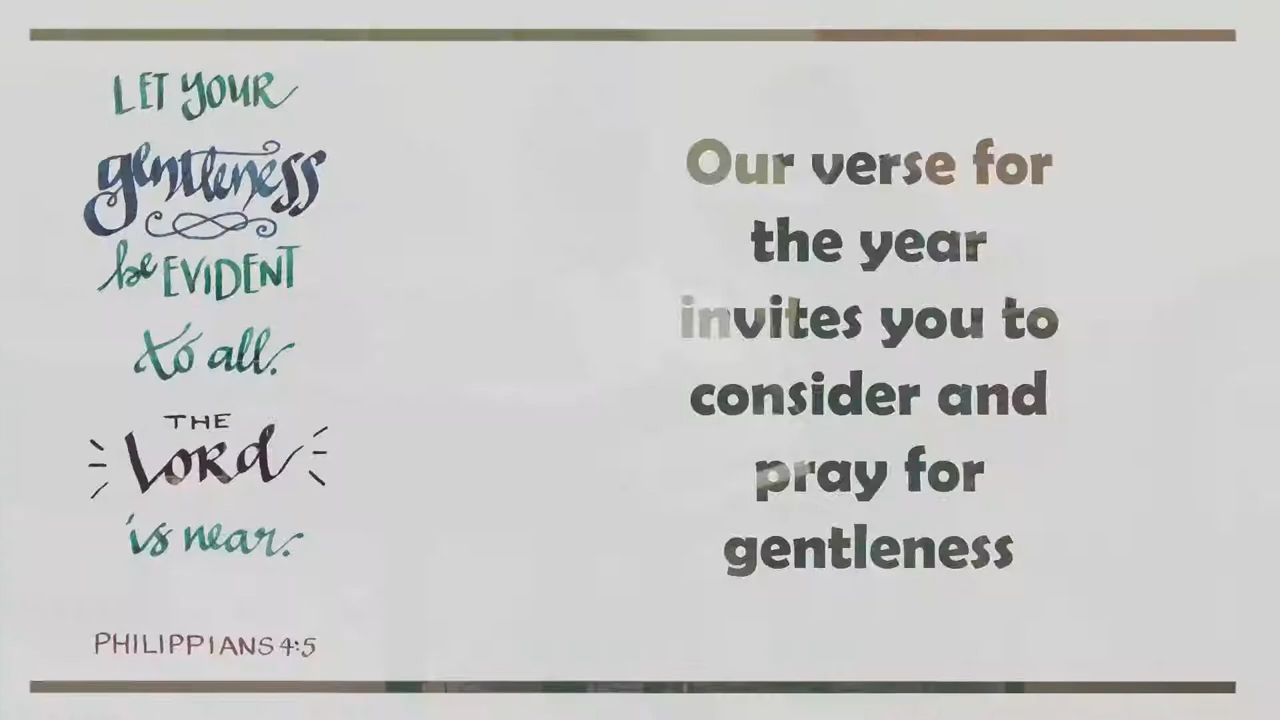 LET YOUR
gentleness
be EVIDENT
to all.
THE
LORD
is near.
PHILIPPIANS 4:5
Our verse for
the year
invites you to
consider and
pray for
gentleness